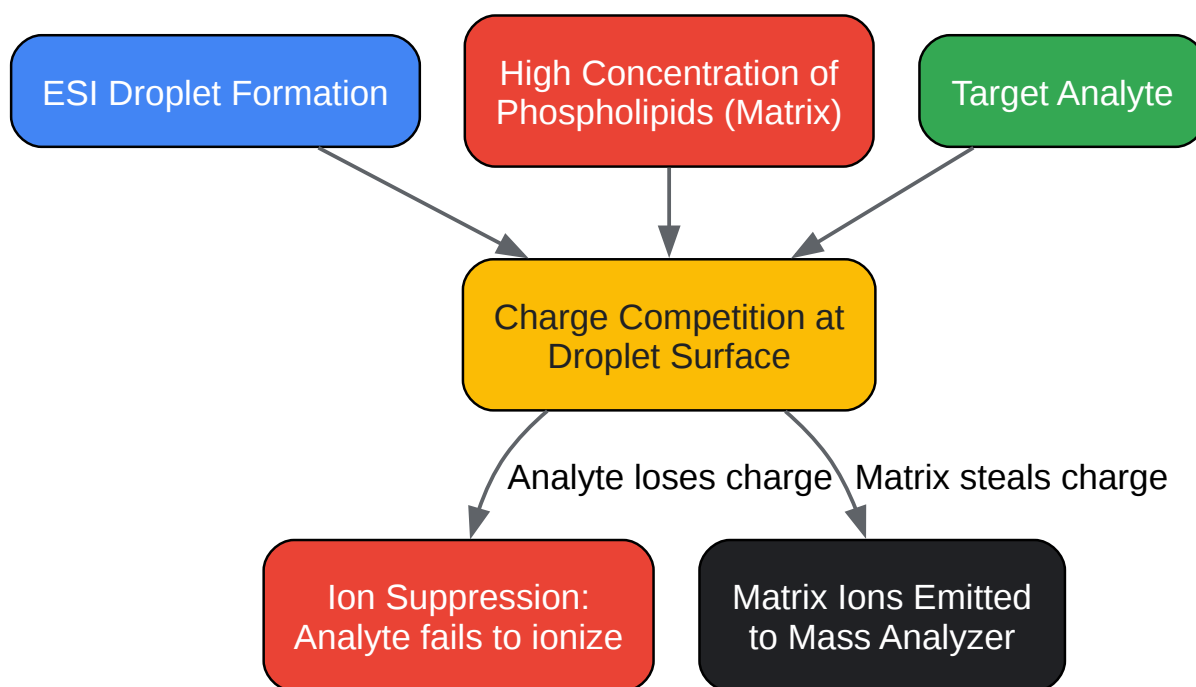 ESI Droplet Formation
High Concentration of
Phospholipids (Matrix)
Target Analyte
Charge Competition at
Droplet Surface
Analyte loses charge
Matrix steals charge
Ion Suppression:
Analyte fails to ionize
Matrix Ions Emitted
to Mass Analyzer